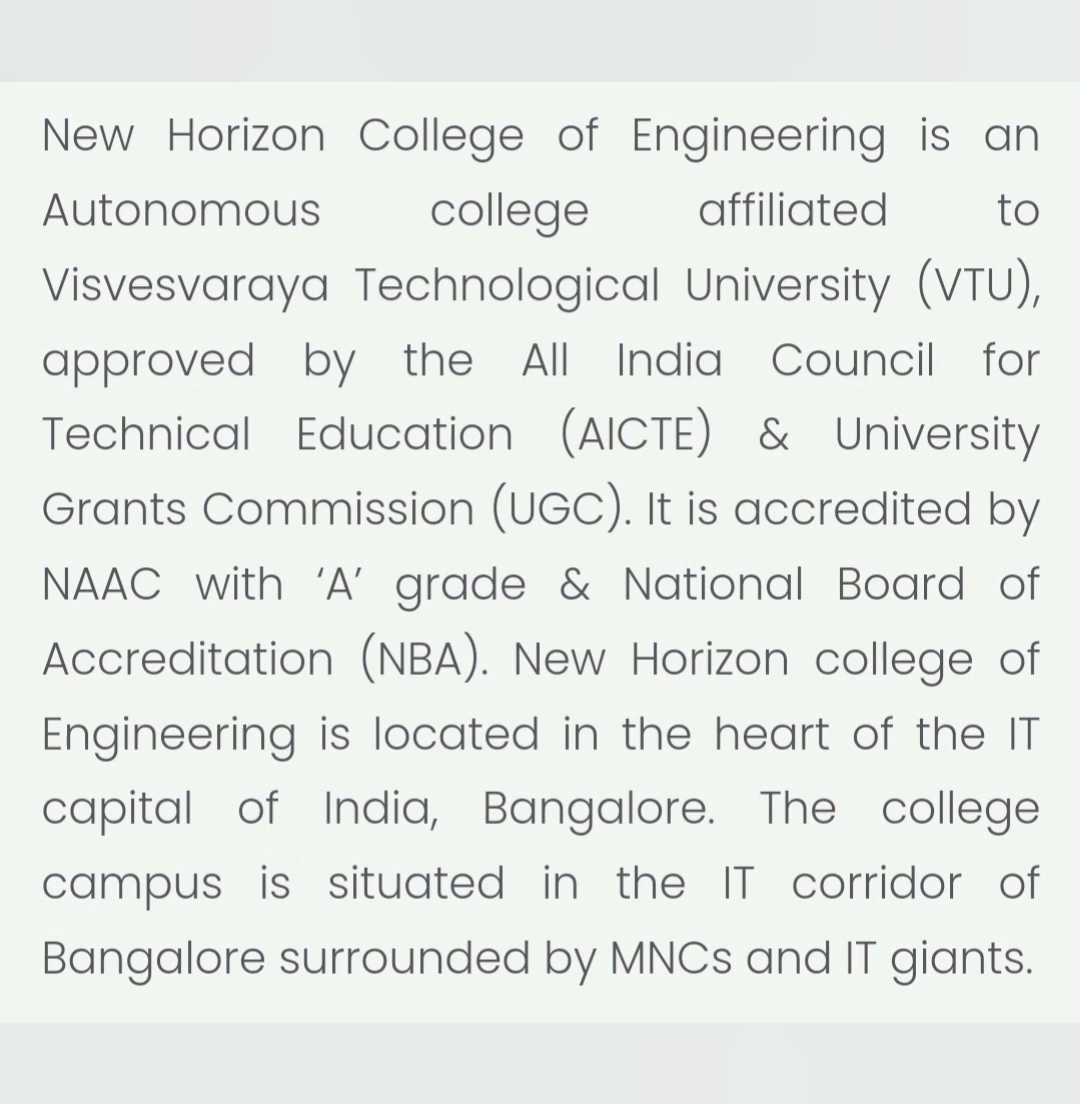 New Horizon College of Engineering is an
Autonomous college affiliated to
Visvesvaraya Technological University (VTU),
approved by the All India Council for
Technical Education (AICTE) & University
Grants Commission (UGC). It is accredited by
NAAC with ‘A’ grade & National Board of
Accreditation (NBA). New Horizon college of
Engineering is located in the heart of the IT
capital of India, Bangalore. The college
campus is situated in the IT corridor of
Bangalore surrounded by MNCs and IT giants.